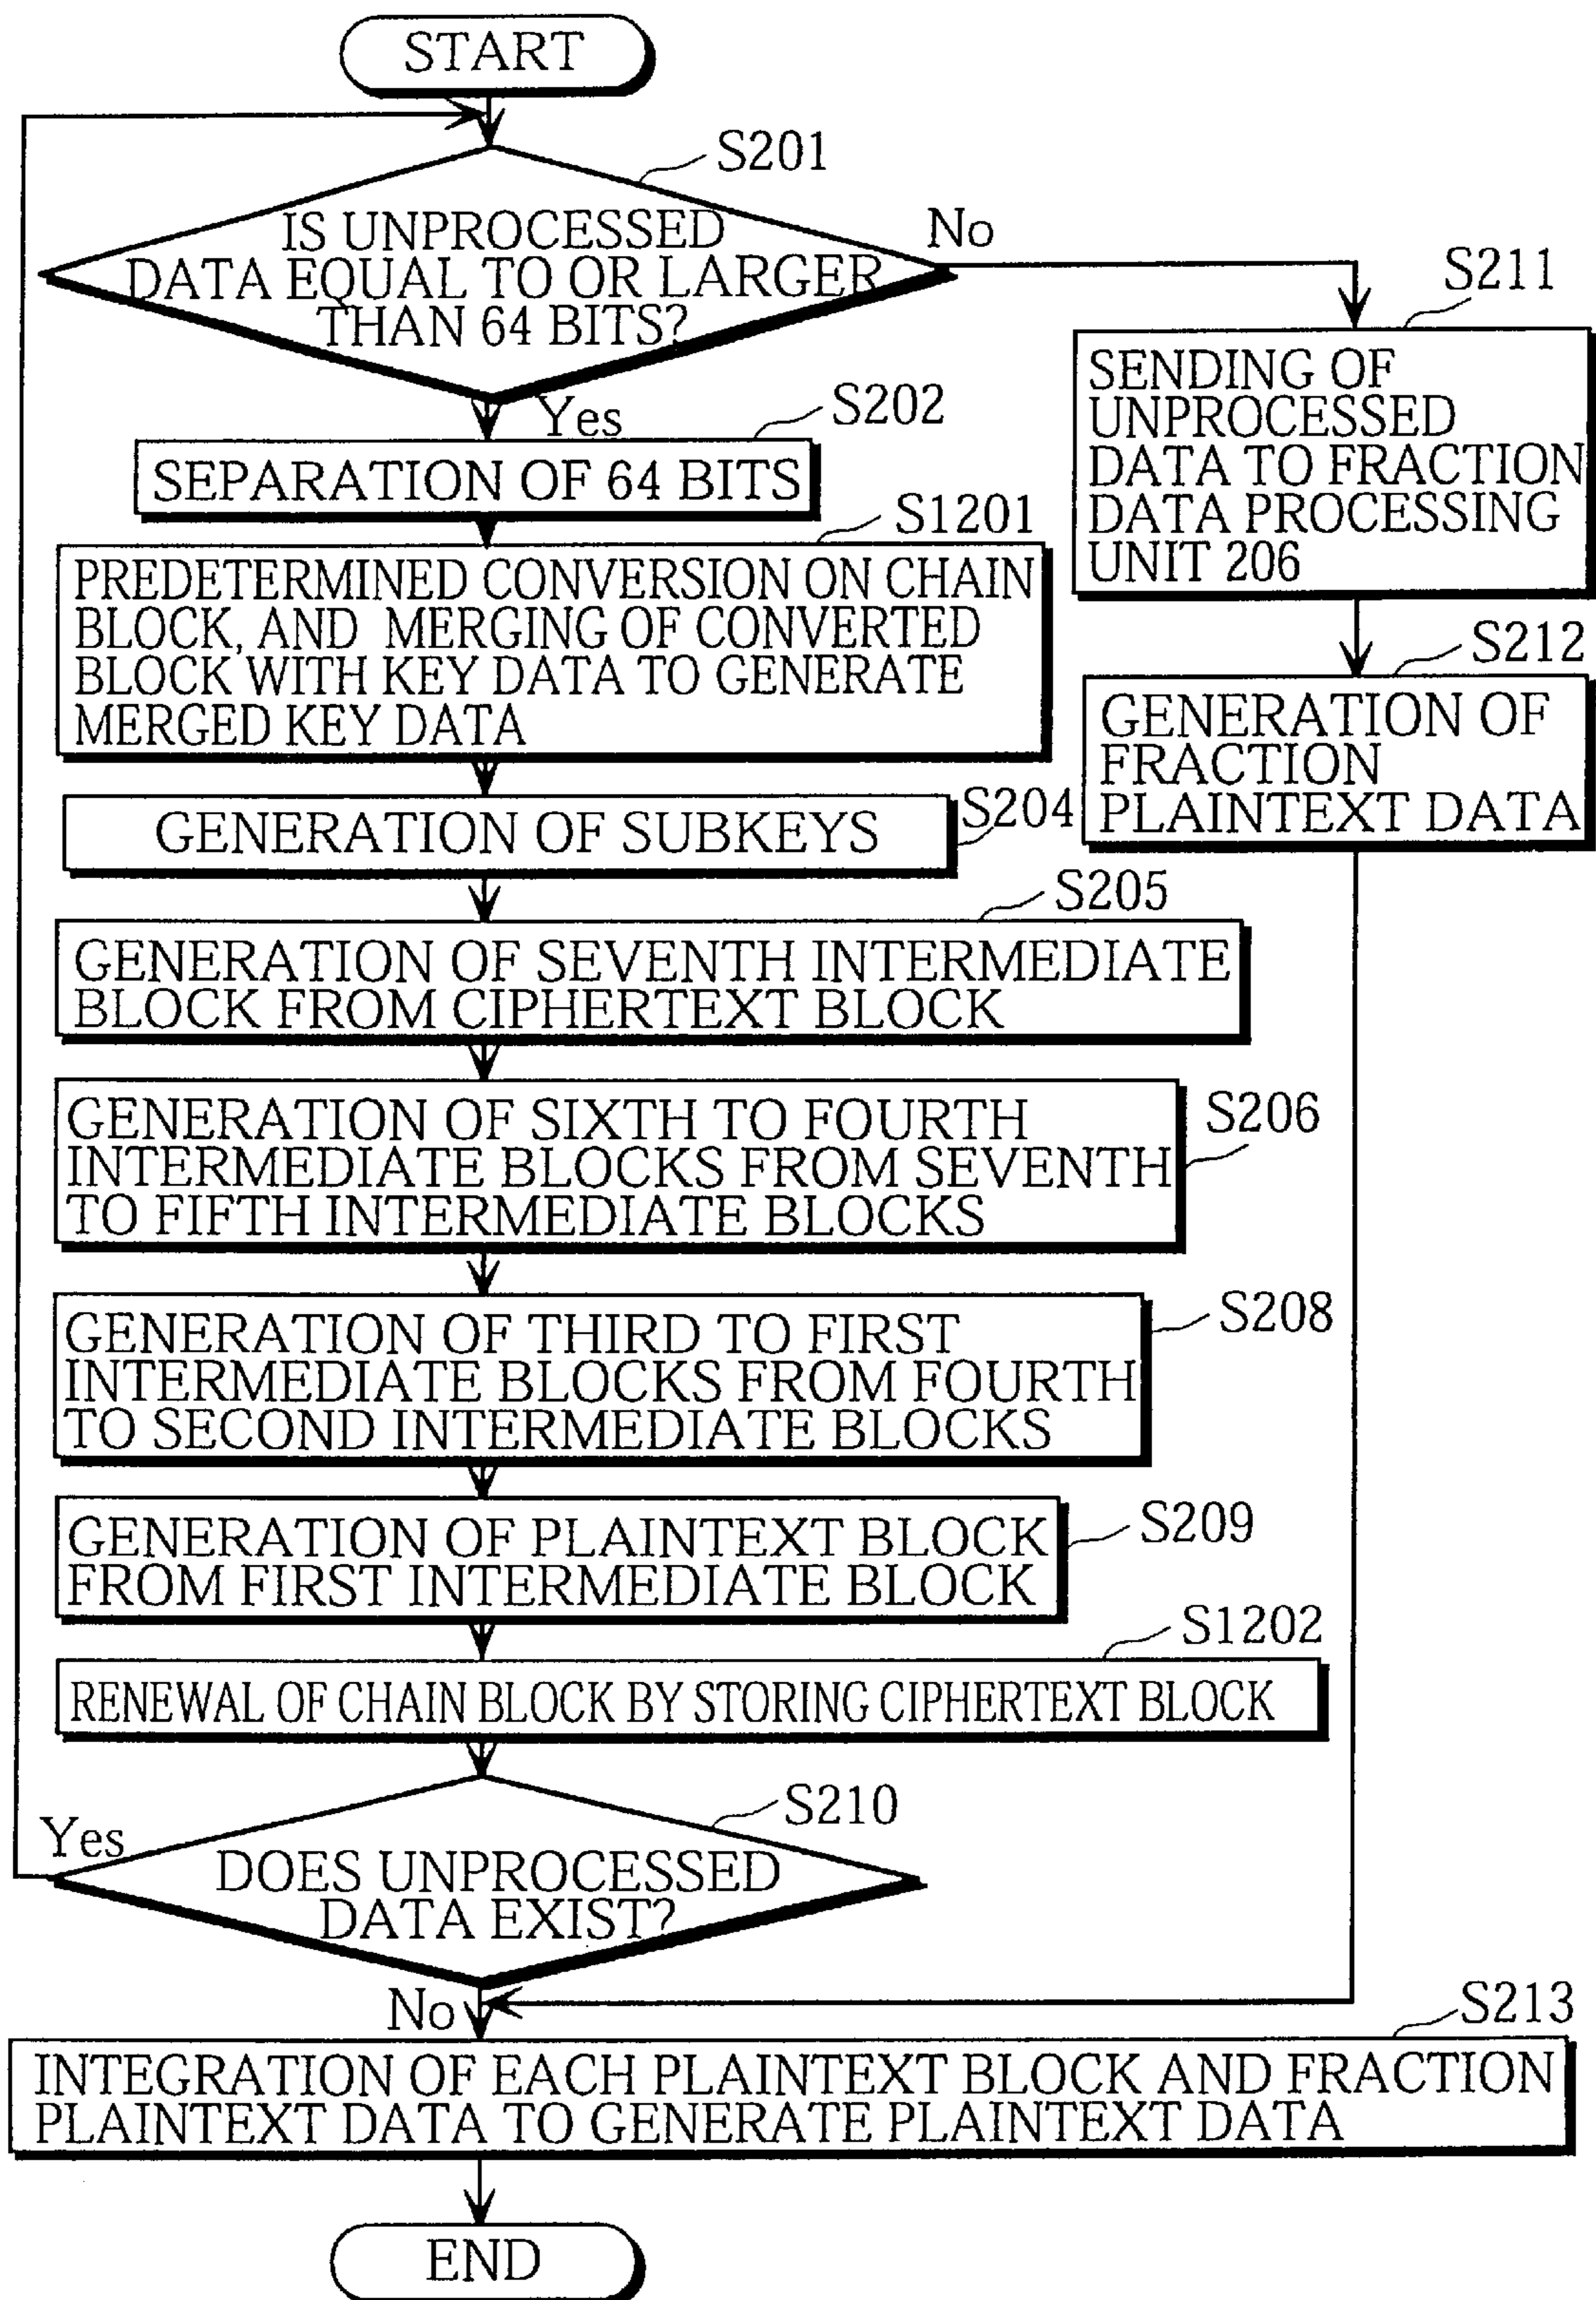 START
S201
IS UNPROCESSED
DATA EQUAL TO OR LARGER
THAN 64 BITS?
No
Yes
S202
SEPARATION OF 64 BITS
S1201
PREDETERMINED CONVERSION ON CHAIN
BLOCK, AND MERGING OF CONVERTED
BLOCK WITH KEY DATA TO GENERATE
MERGED KEY DATA
S204
GENERATION OF SUBKEYS
S205
GENERATION OF SEVENTH INTERMEDIATE
BLOCK FROM CIPHERTEXT BLOCK
S206
GENERATION OF SIXTH TO FOURTH
INTERMEDIATE BLOCKS FROM SEVENTH
TO FIFTH INTERMEDIATE BLOCKS
S208
GENERATION OF THIRD TO FIRST
INTERMEDIATE BLOCKS FROM FOURTH
TO SECOND INTERMEDIATE BLOCKS
S209
GENERATION OF PLAINTEXT BLOCK
FROM FIRST INTERMEDIATE BLOCK
S1202
RENEWAL OF CHAIN BLOCK BY STORING CIPHERTEXT BLOCK
S210
Yes
DOES UNPROCESSED
DATA EXIST?
No
S211
SENDING OF
UNPROCESSED
DATA TO FRACTION
DATA PROCESSING
UNIT 206
S212
GENERATION OF
FRACTION
PLAINTEXT DATA
S213
INTEGRATION OF EACH PLAINTEXT BLOCK AND FRACTION
PLAINTEXT DATA TO GENERATE PLAINTEXT DATA
END